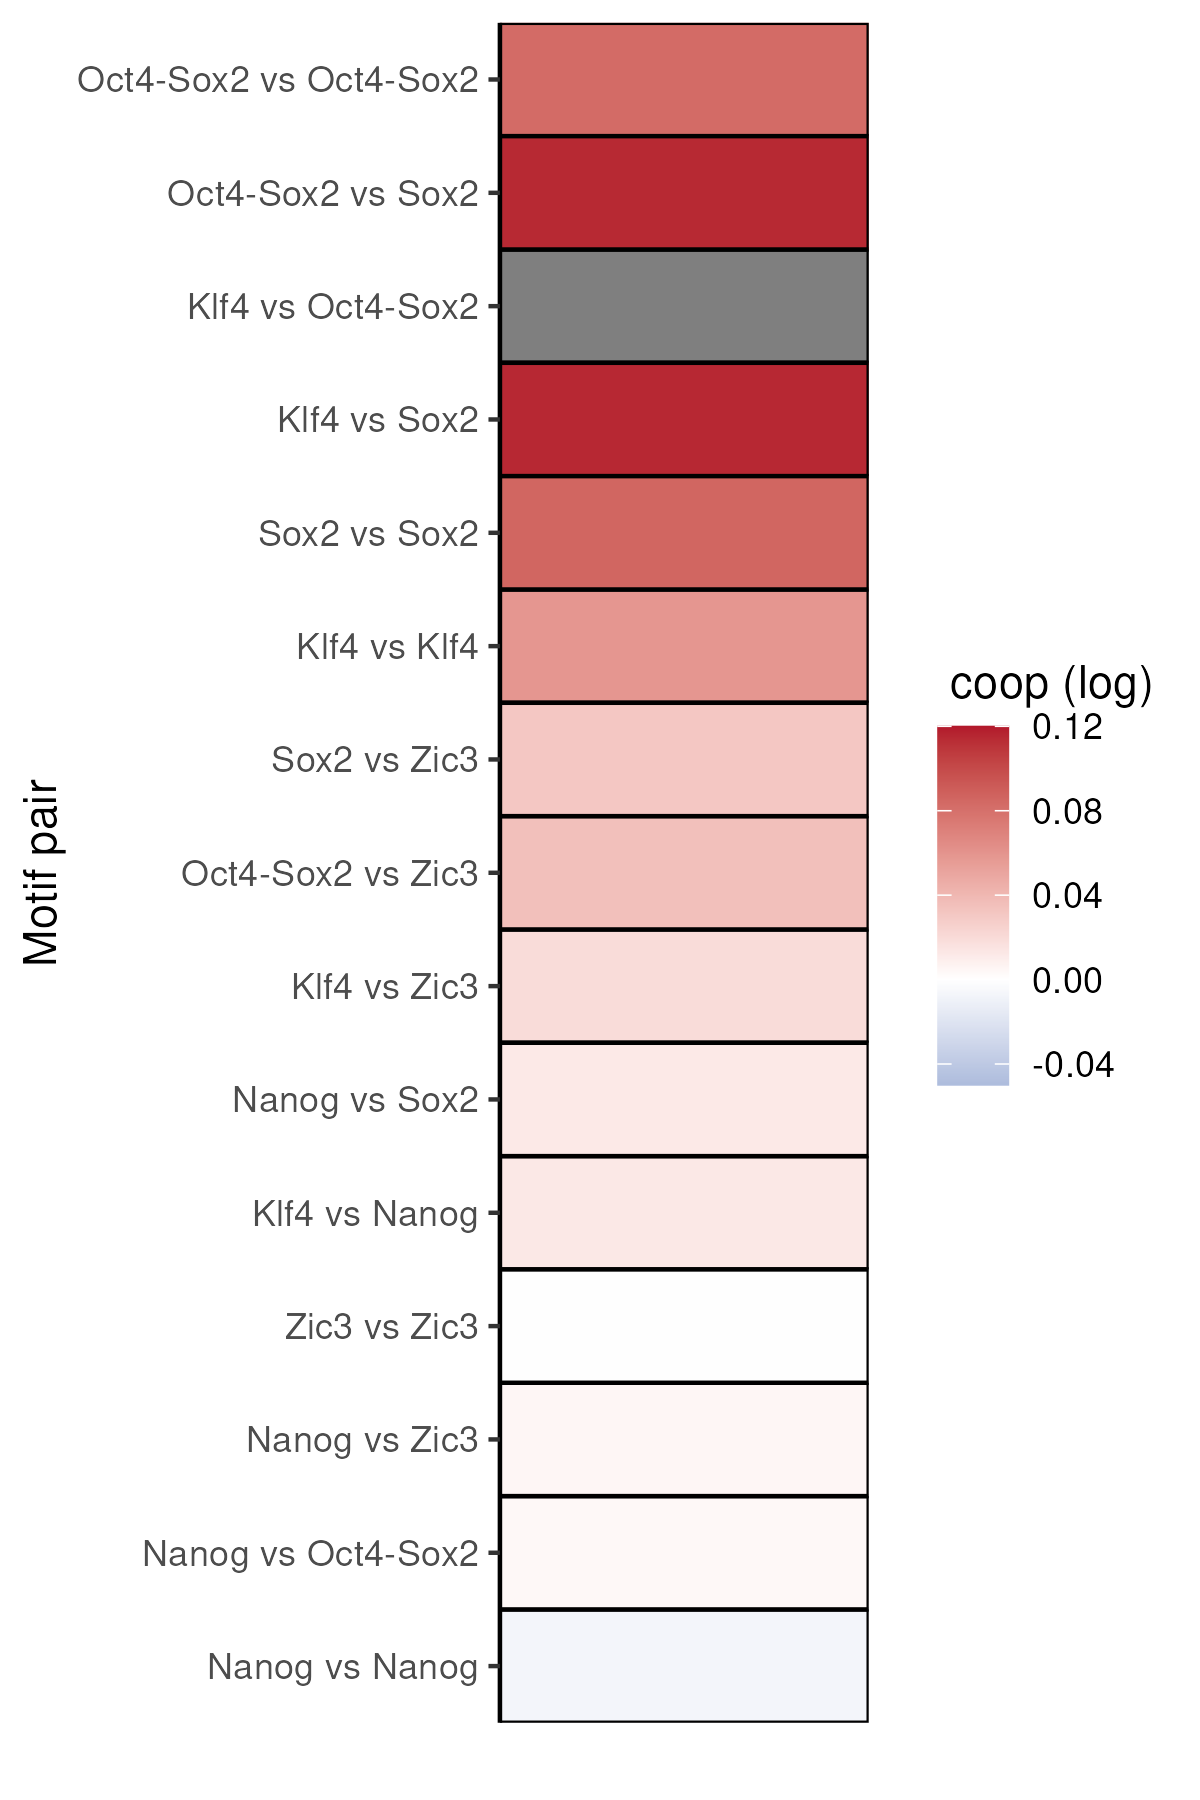 Oct4-Sox2 vs Oct4-Sox2
Oct4-Sox2 vs Sox2
Klf4 vs Oct4-Sox2
Klf4 vs Sox2
Sox2 vs Sox2
Klf4 vs Klf4
Sox2 vs Zic3
Oct4-Sox2 vs Zic3
Klf4 vs Zic3
Nanog vs Sox2
Klf4 vs Nanog
Zic3 vs Zic3
Nanog vs Zic3
Nanog vs Oct4-Sox2
Nanog vs Nanog
Motif pair
coop (log)
0.12
0.08
0.04
0.00
-0.04